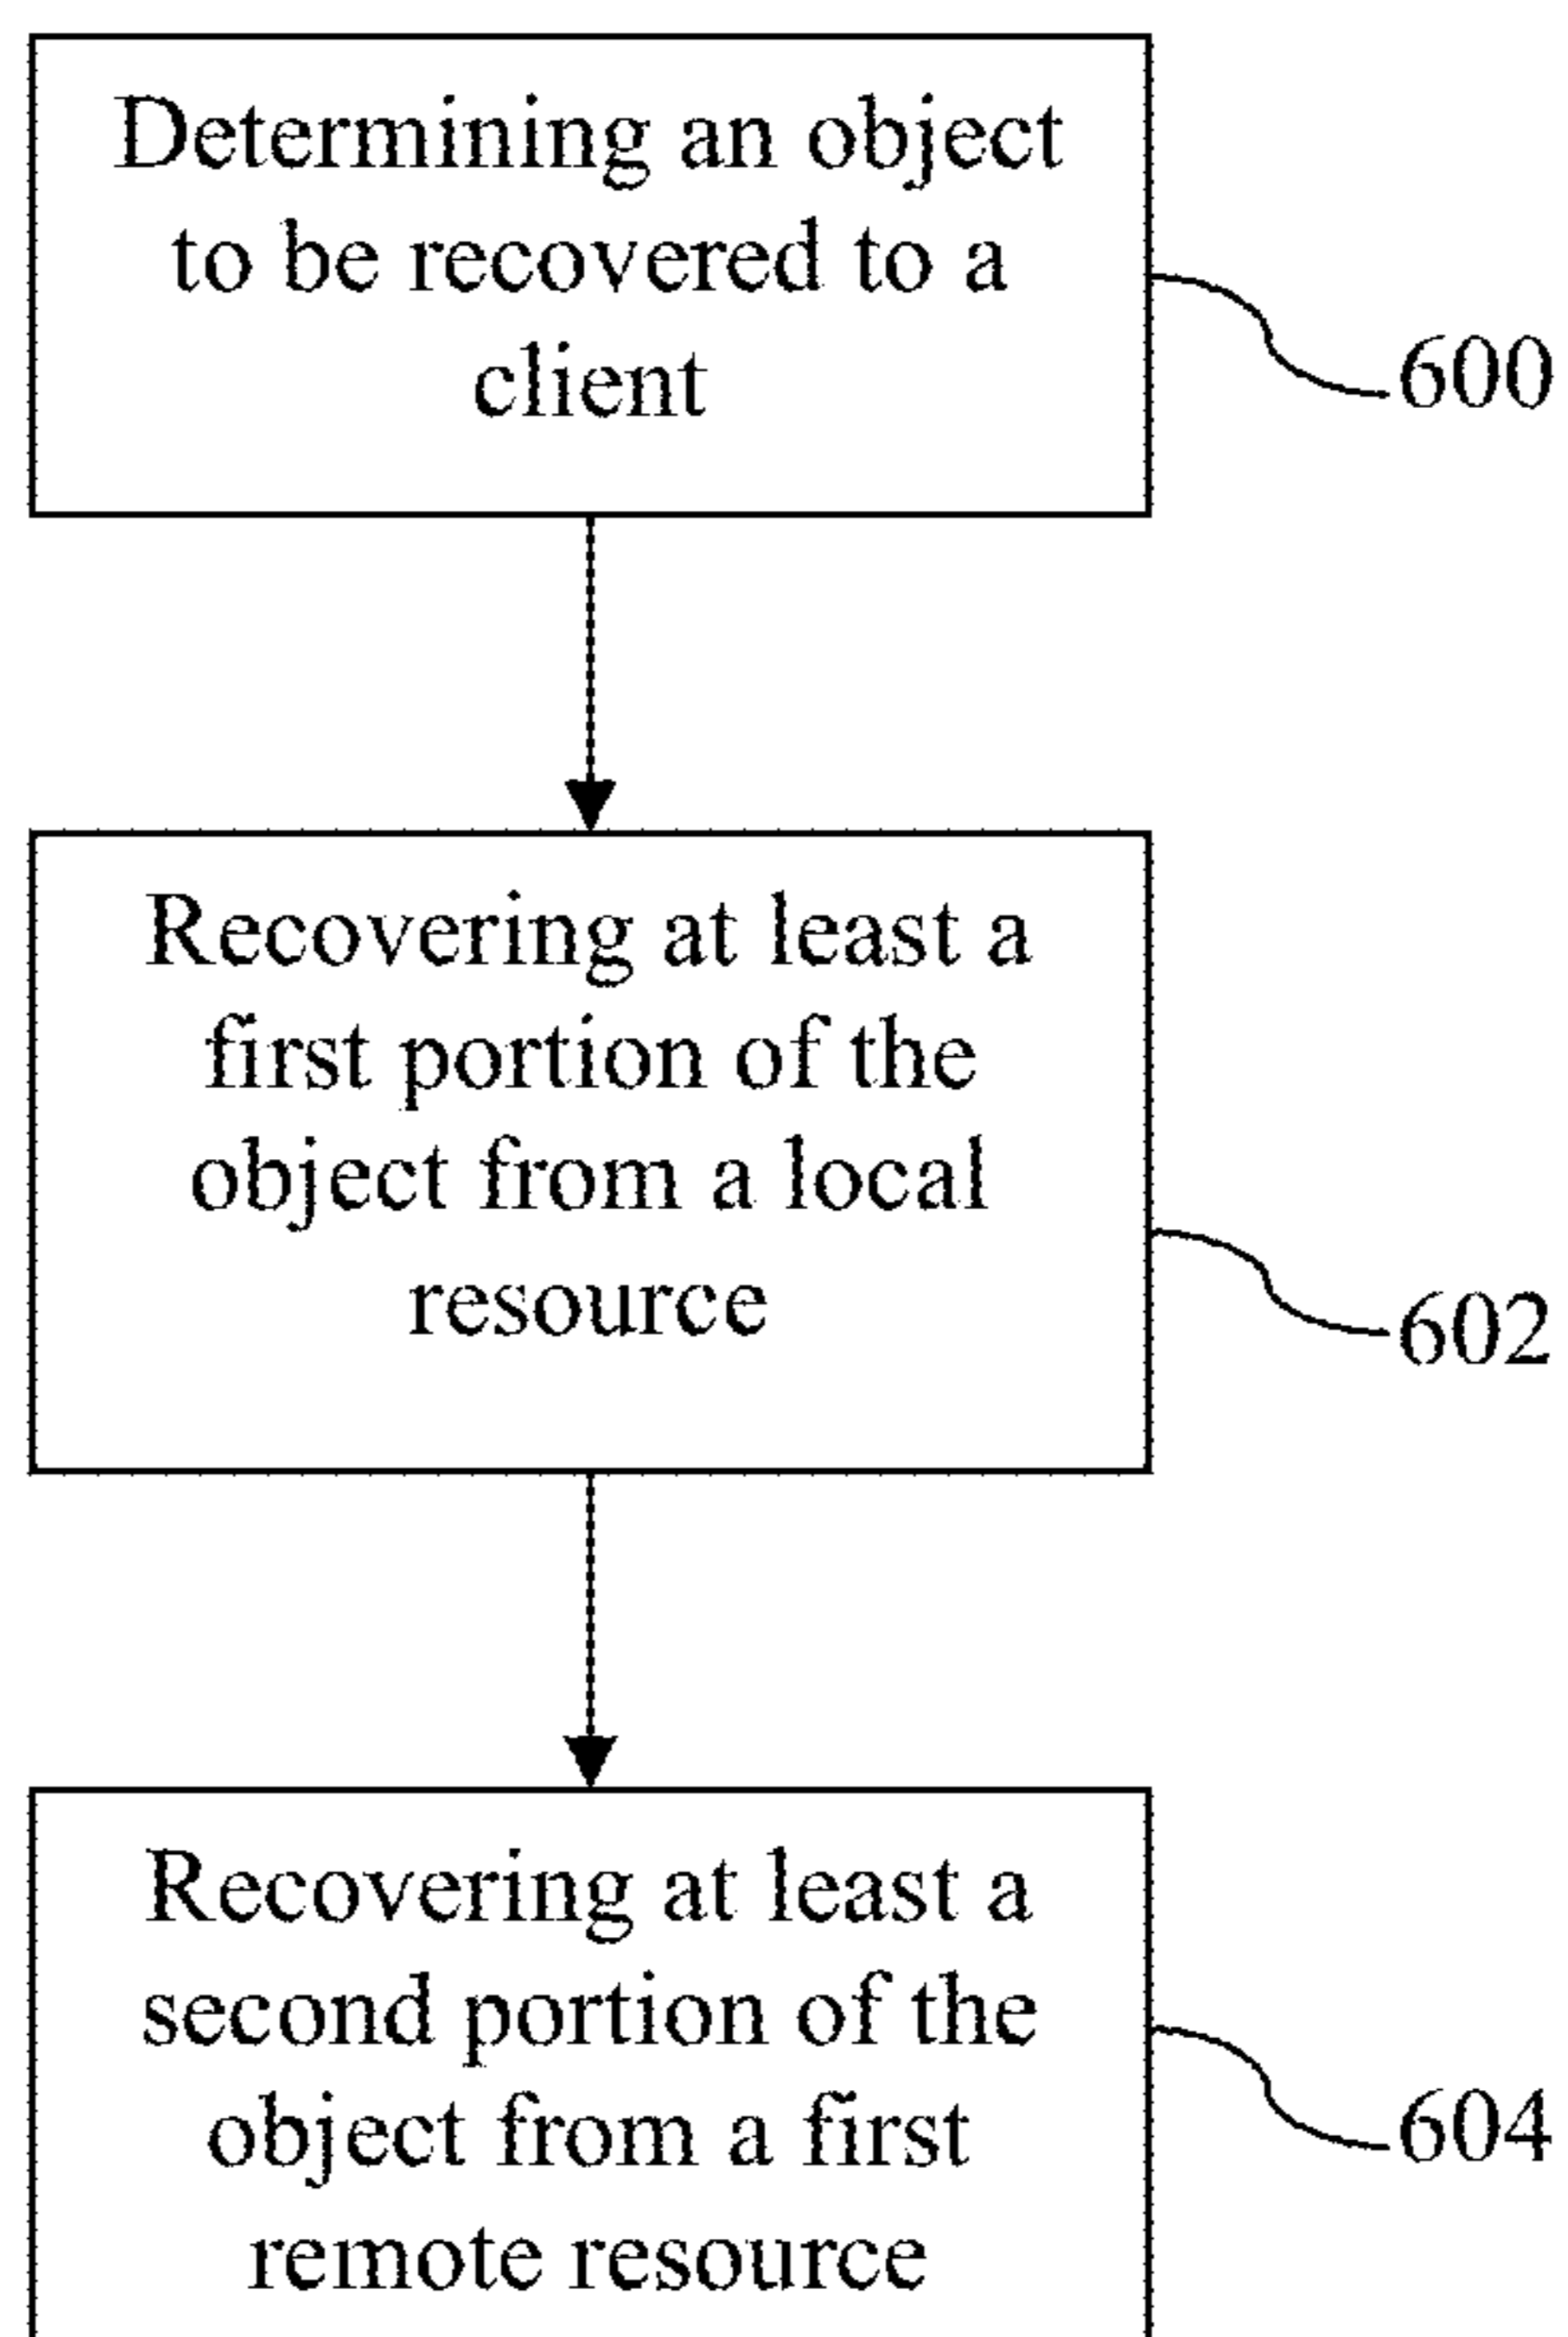 Determining an object
to be recovered to a
client
600
Recovering at least a
first portion of the
object from a local
resource
602
Recovering at least a
second portion of the
object from a first
remote resource
604